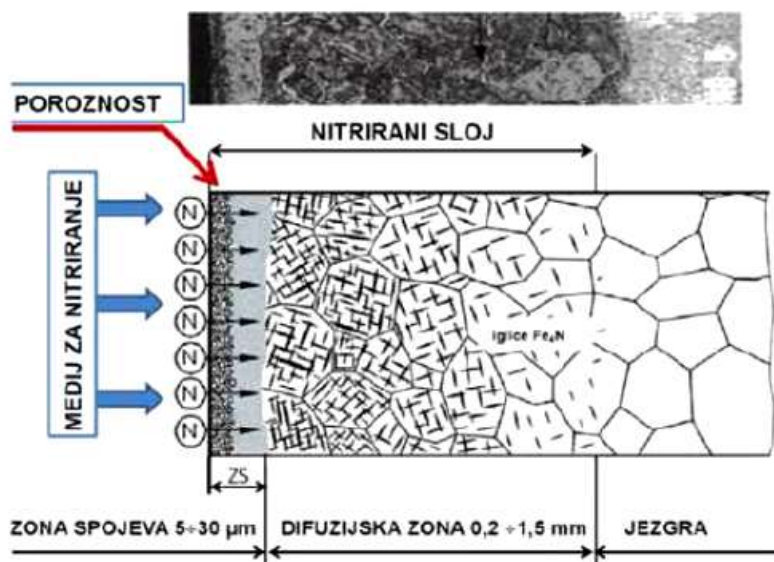 POROZNOST
NITRIRANI SLOJ
MEDIJ ZA NITRIRANJE
N
N
N
N
N
N
N
iglice Fe₄N
ZS
ZONA SPOJEVA 5÷30 µm
DIFUZIJSKA ZONA 0,2 ÷1,5 mm
JEZGRA